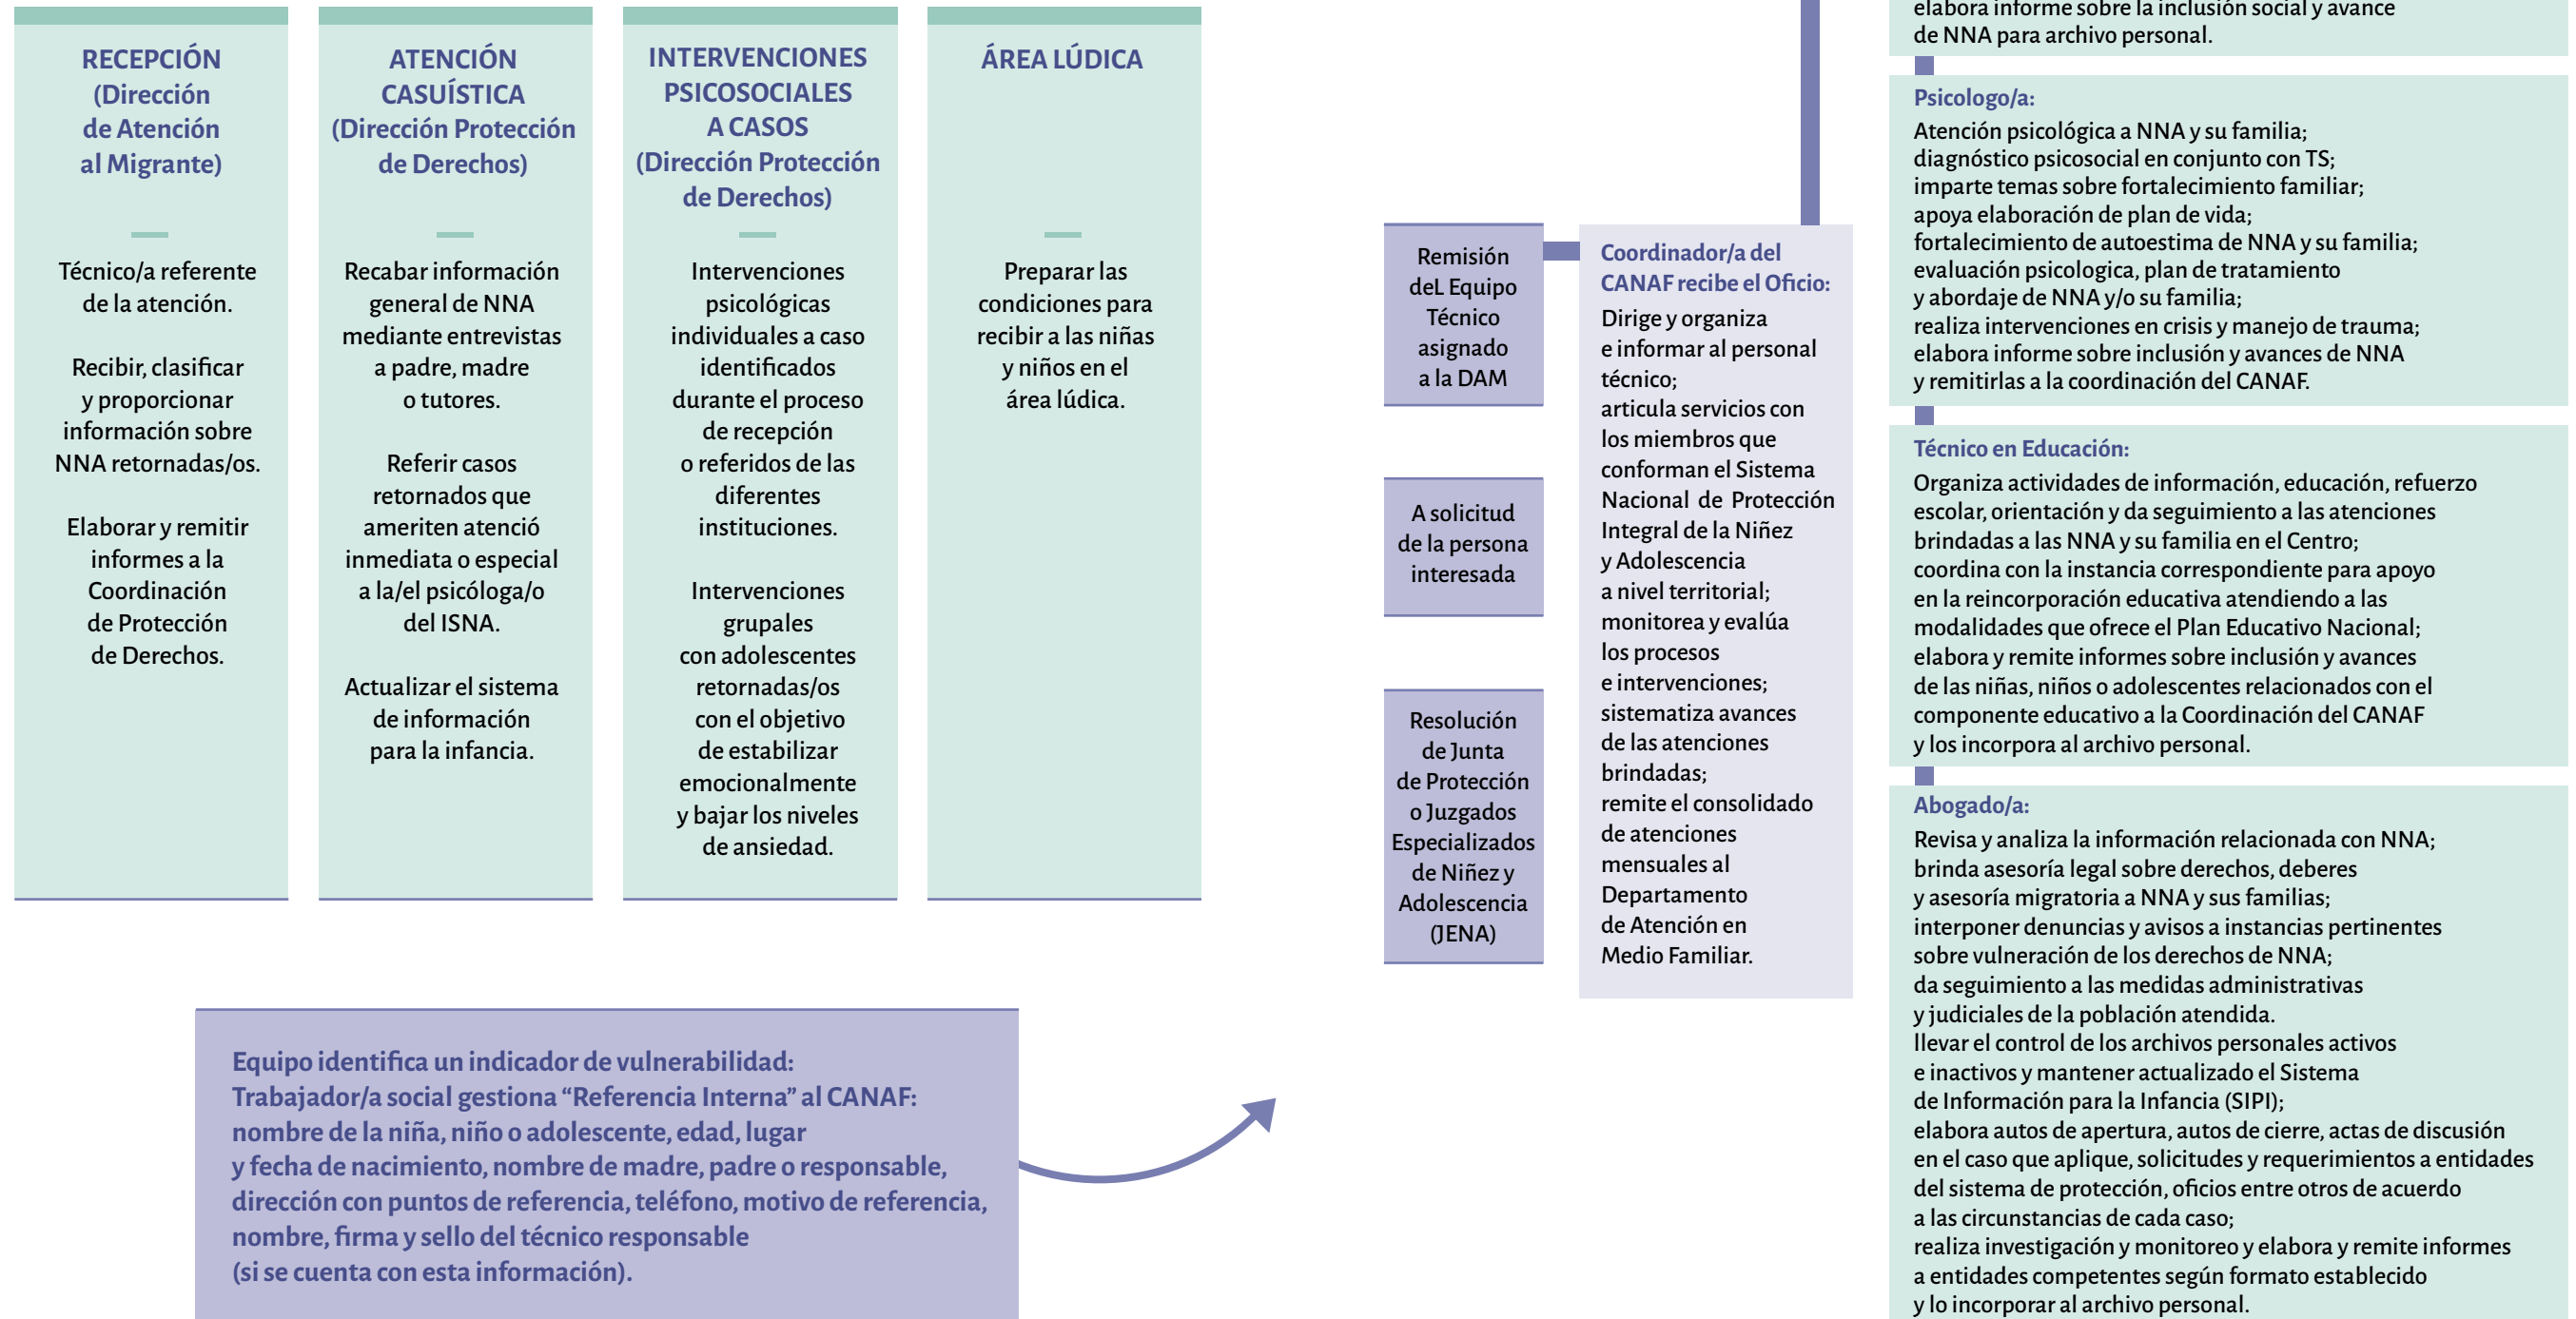 RECEPCIÓN
(Dirección
de Atención
al Migrante)
Técnico/a referente
de la atención.
Recibir, clasificar
y proporcionar
información sobre
NNA retornadas/os.
Elaborar y remitir
informes a la
Coordinación
de Protección
de Derechos.
ATENCIÓN
CASUÍSTICA
(Dirección Protección
de Derechos)
Recabar información
general de NNA
mediante entrevistas
a padre, madre
o tutores.
Referir casos
retornados que
ameriten atenció
inmediata o especial
a la/el psicóloga/o
del ISNA.
Actualizar el sistema
de información
para la infancia.
INTERVENCIONES
PSICOSOCIALES
A CASOS
(Dirección Protección
de Derechos)
Intervenciones
psicológicas
individuales a caso
identificados
durante el proceso
de recepción
o referidos de las
diferentes
instituciones.
Intervenciones
grupales
con adolescentes
retornadas/os
con el objetivo
de estabilizar
emocionalmente
y bajar los niveles
de ansiedad.
ÁREA LÚDICA
Preparar las
condiciones para
recibir a las niñas
y niños en el
área lúdica.
Equipo identifica un indicador de vulnerabilidad:
Trabajador/a social gestiona “Referencia Interna” al CANAF:
nombre de la niña, niño o adolescente, edad, lugar
y fecha de nacimiento, nombre de madre, padre o responsable,
dirección con puntos de referencia, teléfono, motivo de referencia,
nombre, firma y sello del técnico responsable
(si se cuenta con esta información).
Remisión
deL Equipo
Técnico
asignado
a la DAM
A solicitud
de la persona
interesada
Resolución
de Junta
de Protección
o Juzgados
Especializados
de Niñez y
Adolescencia
(JENA)
Coordinador/a del
CANAF recibe el Oficio:
Dirige y organiza
e informar al personal
técnico;
articula servicios con
los miembros que
conforman el Sistema
Nacional de Protección
Integral de la Niñez
y Adolescencia
a nivel territorial;
monitorea y evalúa
los procesos
e intervenciones;
sistematiza avances
de las atenciones
brindadas;
remite el consolidado
de atenciones
mensuales al
Departamento
de Atención en
Medio Familiar.
elabora informe sobre la inclusión social y avance
de NNA para archivo personal.
Psicologo/a:
Atención psicológica a NNA y su familia;
diagnóstico psicosocial en conjunto con TS;
imparte temas sobre fortalecimiento familiar;
apoya elaboración de plan de vida;
fortalecimiento de autoestima de NNA y su familia;
evaluación psicologica, plan de tratamiento
y abordaje de NNA y/o su familia;
realiza intervenciones en crisis y manejo de trauma;
elabora informe sobre inclusión y avances de NNA
y remitirlas a la coordinación del CANAF.
Técnico en Educación:
Organiza actividades de información, educación, refuerzo
escolar, orientación y da seguimiento a las atenciones
brindadas a las NNA y su familia en el Centro;
coordina con la instancia correspondiente para apoyo
en la reincorporación educativa atendiendo a las
modalidades que ofrece el Plan Educativo Nacional;
elabora y remite informes sobre inclusión y avances
de las niñas, niños o adolescentes relacionados con el
componente educativo a la Coordinación del CANAF
y los incorpora al archivo personal.
Abogado/a:
Revisa y analiza la información relacionada con NNA;
brinda asesoría legal sobre derechos, deberes
y asesoría migratoria a NNA y sus familias;
interponer denuncias y avisos a instancias pertinentes
sobre vulneración de los derechos de NNA;
da seguimiento a las medidas administrativas
y judiciales de la población atendida.
llevar el control de los archivos personales activos
e inactivos y mantener actualizado el Sistema
de Información para la Infancia (SIPI);
elabora autos de apertura, autos de cierre, actas de discusión
en el caso que aplique, solicitudes y requerimientos a entidades
del sistema de protección, oficios entre otros de acuerdo
a las circunstancias de cada caso;
realiza investigación y monitoreo y elabora y remite informes
a entidades competentes según formato establecido
y lo incorporar al archivo personal.